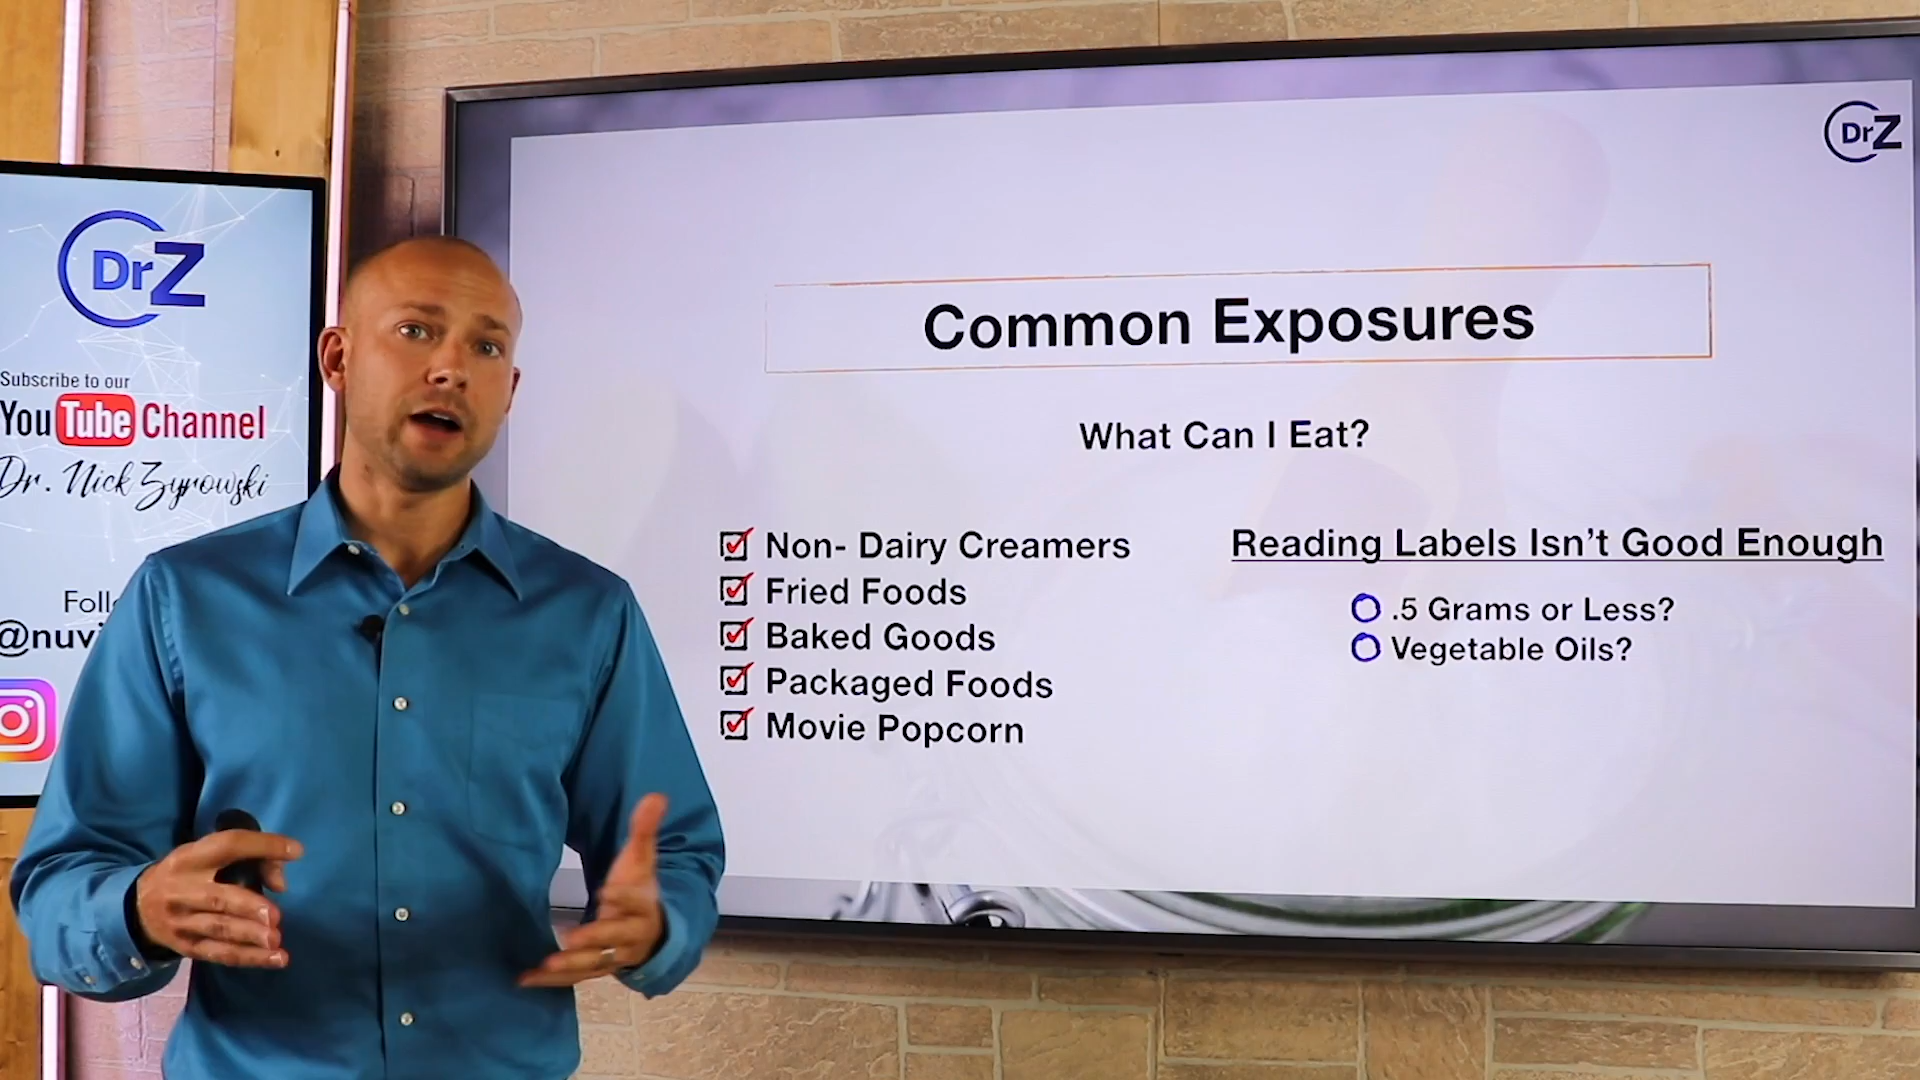 DrZ
Subscribe to our
YouTube Channel
Dr. Nick Zyrowski
Foll
@nuvi
DrZ
Common Exposures
What Can I Eat?
Non- Dairy Creamers
Fried Foods
Baked Goods
Packaged Foods
Movie Popcorn
Reading Labels Isn't Good Enough
.5 Grams or Less?
Vegetable Oils?